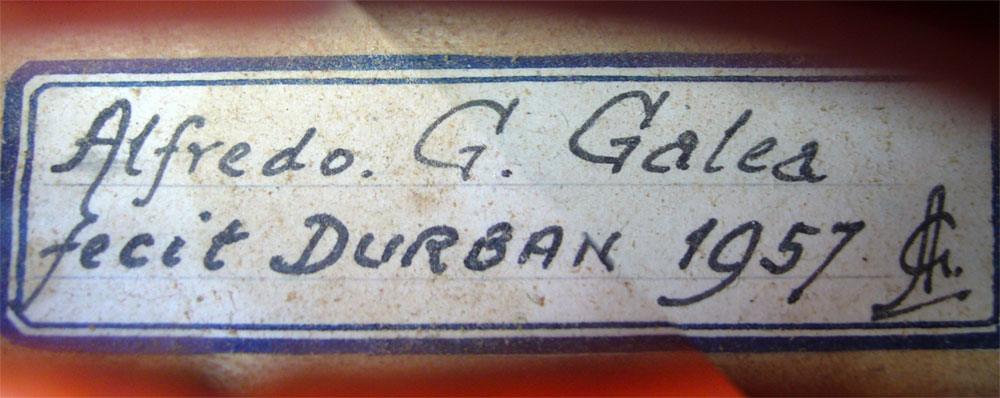 Alfredo. G. Galea
fecit DURBAN 1957